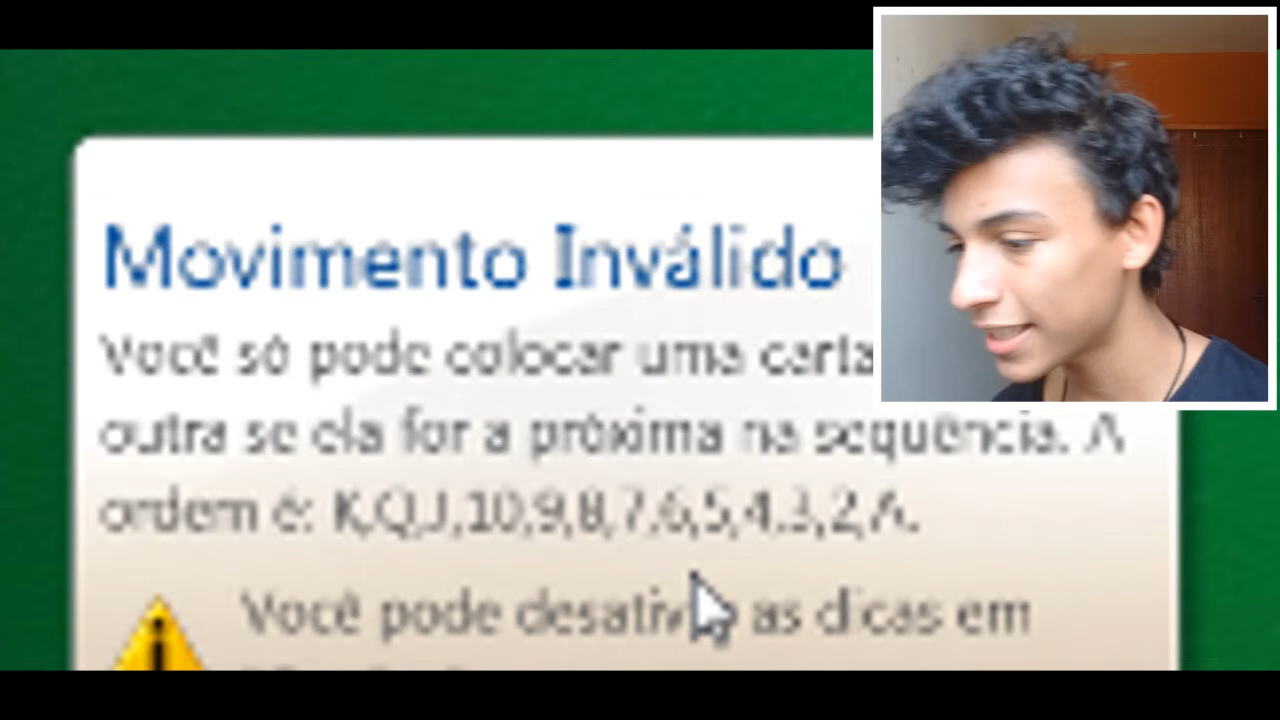 Movimento Inválido
Você só pode colocar uma carta
outra se ela for a próxima na sequência. A
ordem é: K,Q,J,10,9,8,7,6,5,4,3,2,A.
Você pode desativar as dicas em